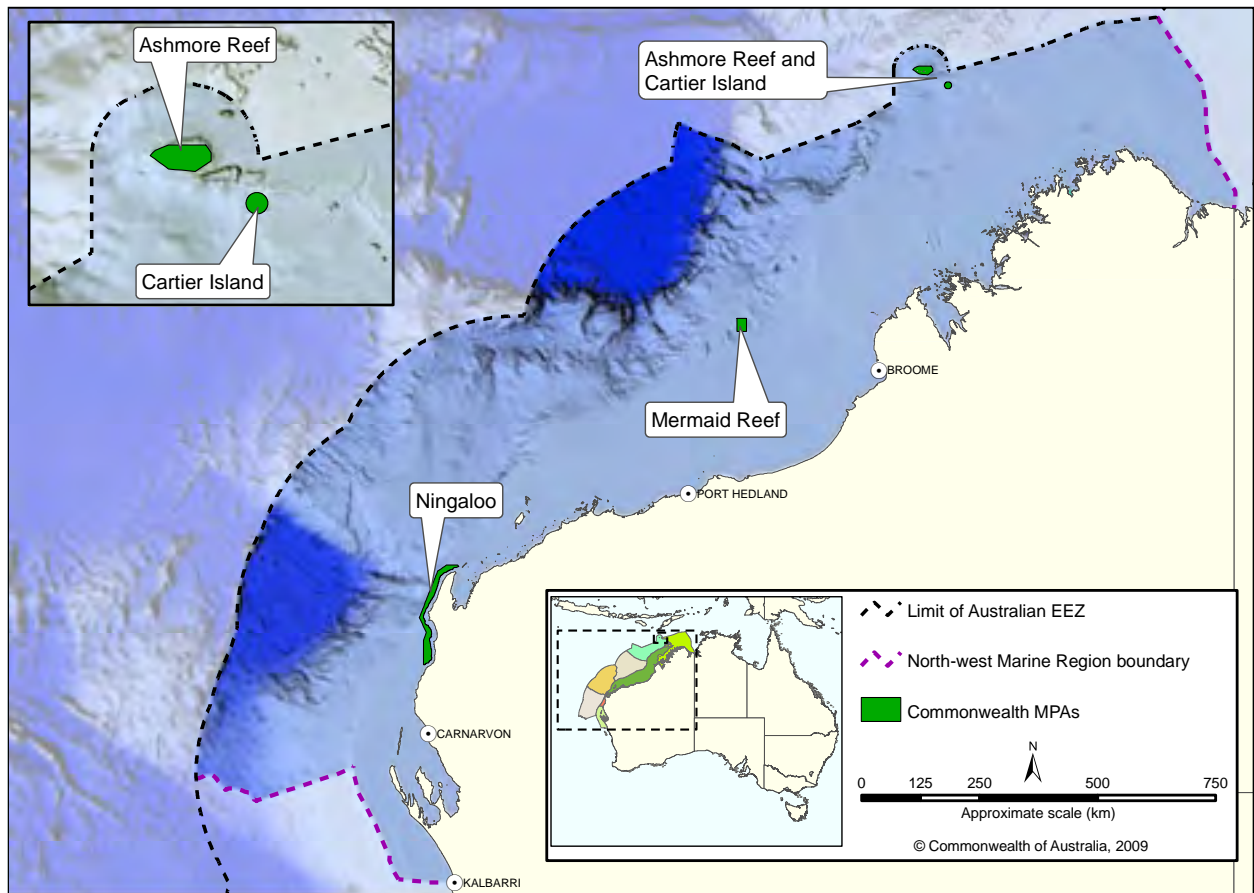 Ashmore Reef
Cartier Island
Ashmore Reef and
Cartier Island
Mermaid Reef
BROOME
PORT HEDLAND
Ningaloo
CARNARVON
KALBARRI
Limit of Australian EEZ
North-west Marine Region boundary
Commonwealth MPAs
N
0 125 250 500 750
Approximate scale (km)
© Commonwealth of Australia, 2009